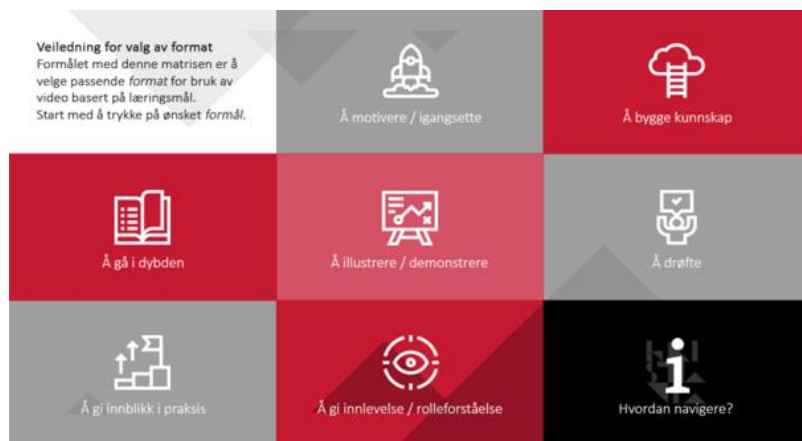 Veiledning for valg av format
Formålet med denne matrisen er å
velge passende format for bruk av
video basert på læringsmål.
Start med å trykke på ønsket formål.
Å motivere / igangsette
Å bygge kunnskap
Å gå i dybden
Å illustrere / demonstrere
Å drøfte
Å gi innblikk i praksis
Å gi innlevelse / rolleforståelse
Hvordan navigere?